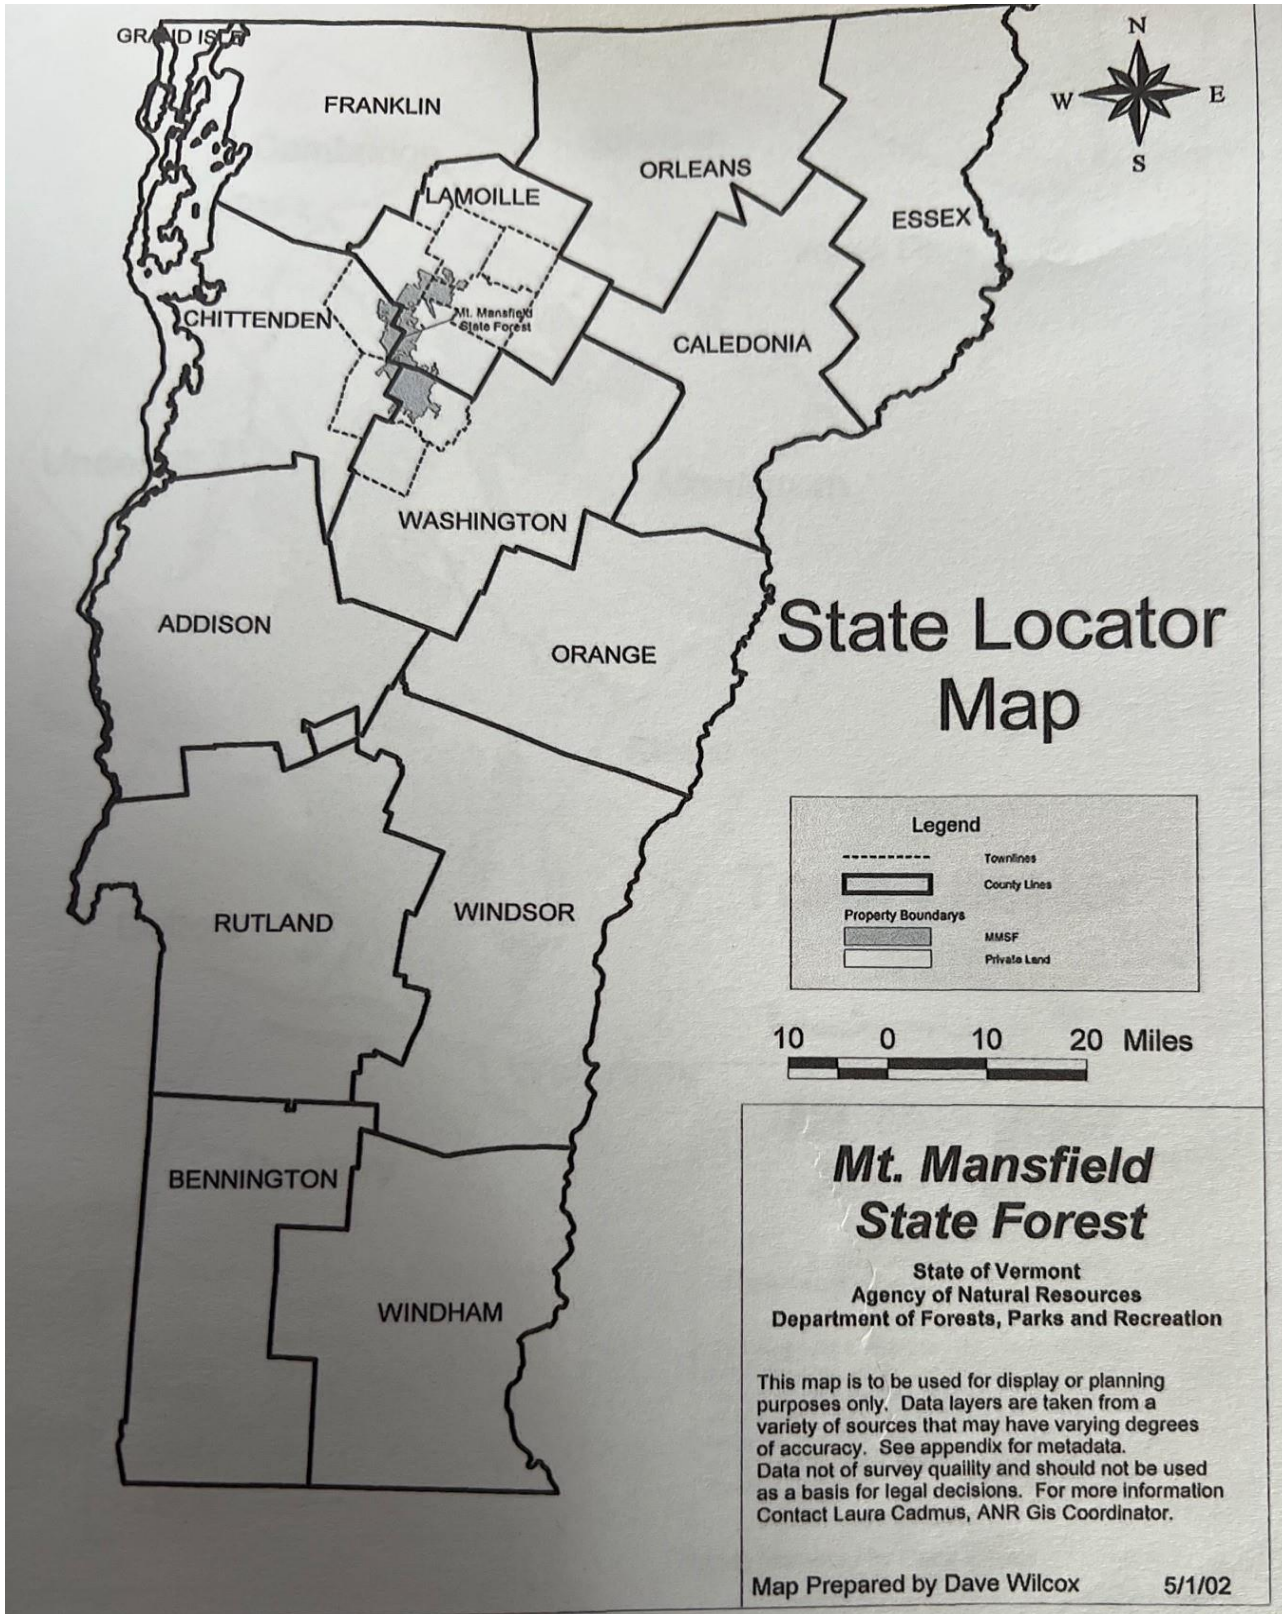 GRAND ISLE
FRANKLIN
ORLEANS
LAMOILLE
ESSEX
N
W
E
S
CHITTENDEN
Mt. Mansfield
State Forest
CALEDONIA
WASHINGTON
ADDISON
ORANGE
State Locator
Map
Legend
Townlines
County Lines
Property Boundarys
MMSF
Private Land
RUTLAND
WINDSOR
10 0 10 20 Miles
BENNINGTON
WINDHAM
Mt. Mansfield
State Forest
State of Vermont
Agency of Natural Resources
Department of Forests, Parks and Recreation
This map is to be used for display or planning
purposes only. Data layers are taken from a
variety of sources that may have varying degrees
of accuracy. See appendix for metadata.
Data not of survey quaility and should not be used
as a basis for legal decisions. For more information
Contact Laura Cadmus, ANR Gis Coordinator.
Map Prepared by Dave Wilcox 5/1/02